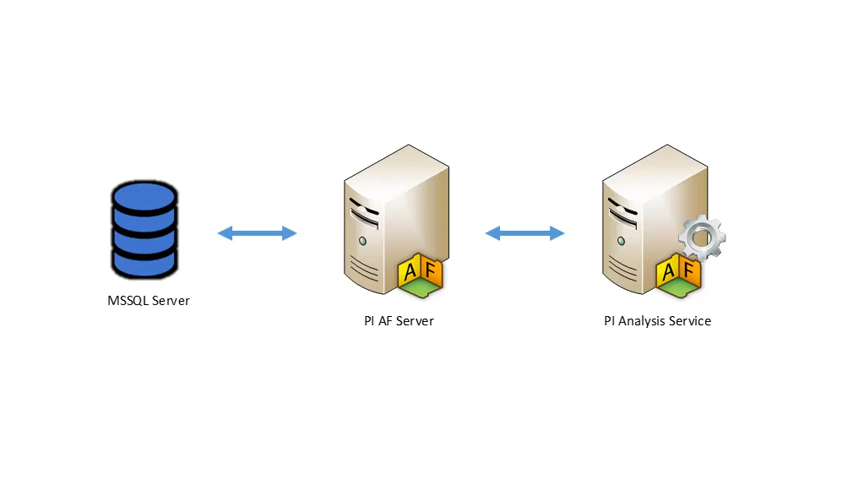 AF
AF
MSSQL Server
PI AF Server
PI Analysis Service